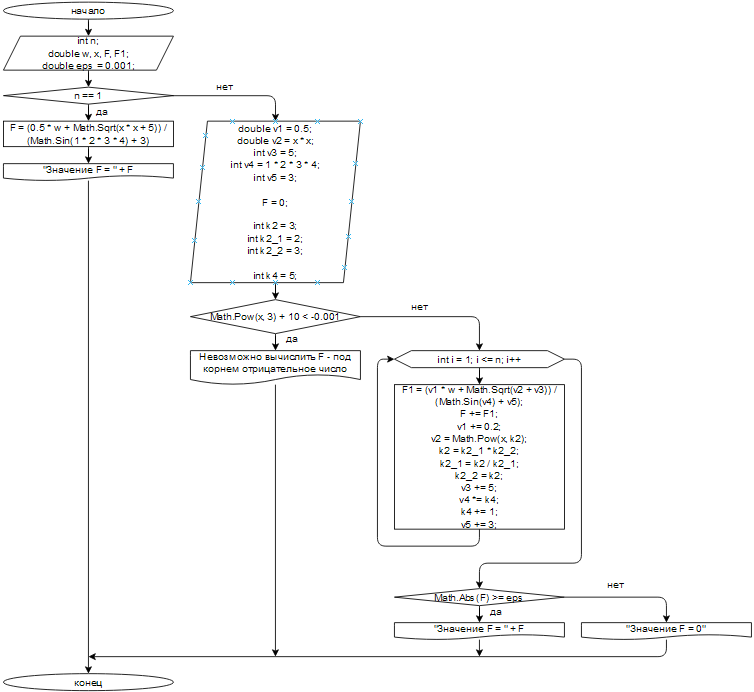 начало
int n;
double w, x, F, F1;
double eps = 0,001;
n == 1
нет
да
F = (0.5 * w + Math.Sqrt(x * x + 5)) /
(Math.Sin(1 * 2 * 3 * 4) + 3)
"Значение F = " + F
double v1 = 0.5;
double v2 = x * x;
int v3 = 5;
int v4 = 1 * 2 * 3 * 4;
int v5 = 3;
F = 0;
int k2 = 3;
int k2_1 = 2;
int k2_2 = 3;
int k4 = 5;
Math.Pow(x, 3) + 10 < -0.001
нет
да
Невозможно вычислить F - под
корнем отрицательное число
int i = 1; i <= n; i++
F1 = (v1 * w + Math.Sqrt(v2 + v3)) /
(Math.Sin(v4) + v5);
F += F1;
v1 += 0.2;
v2 = Math.Pow(x, k2);
k2 = k2_1 * k2_2;
k2_1 = k2 / k2_1;
k2_2 = k2;
v3 += 5;
v4 *= k4;
k4 += 1;
v5 += 3;
Math.Abs(F) >= eps
нет
да
"Значение F = " + F
"Значение F = 0"
конец